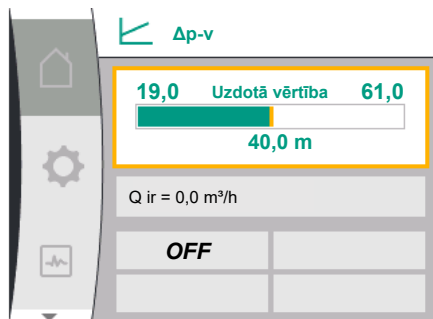 Δp-v
19,0 Uzdotā vērtība 61,0
40,0 m
Q ir = 0,0 m³/h
OFF